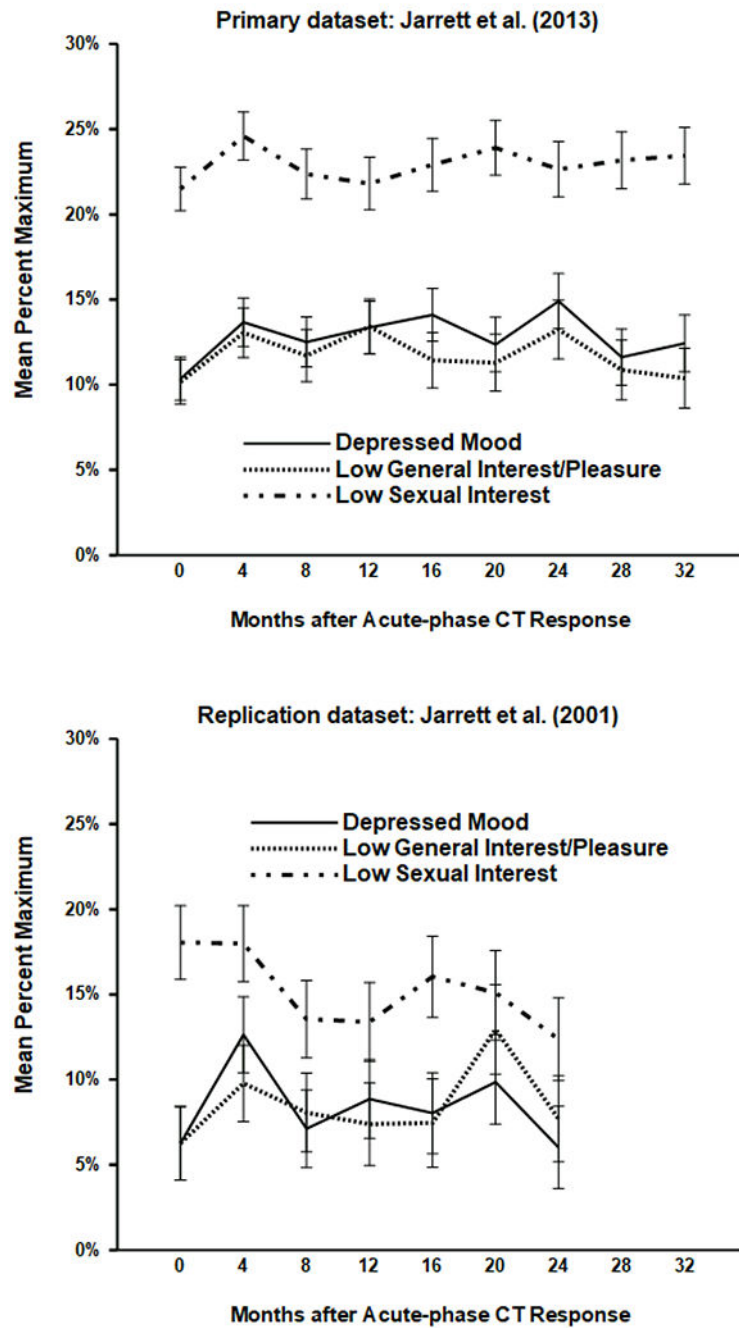 Primary dataset: Jarrett et al. (2013)
30%
25%
20%
15%
10%
5%
0%
Mean Percent Maximum
Depressed Mood
Low General Interest/Pleasure
Low Sexual Interest
0 4 8 12 16 20 24 28 32
Months after Acute-phase CT Response
Replication dataset: Jarrett et al. (2001)
30%
25%
20%
15%
10%
5%
0%
Mean Percent Maximum
Depressed Mood
Low General Interest/Pleasure
Low Sexual Interest
0 4 8 12 16 20 24 28 32
Months after Acute-phase CT Response